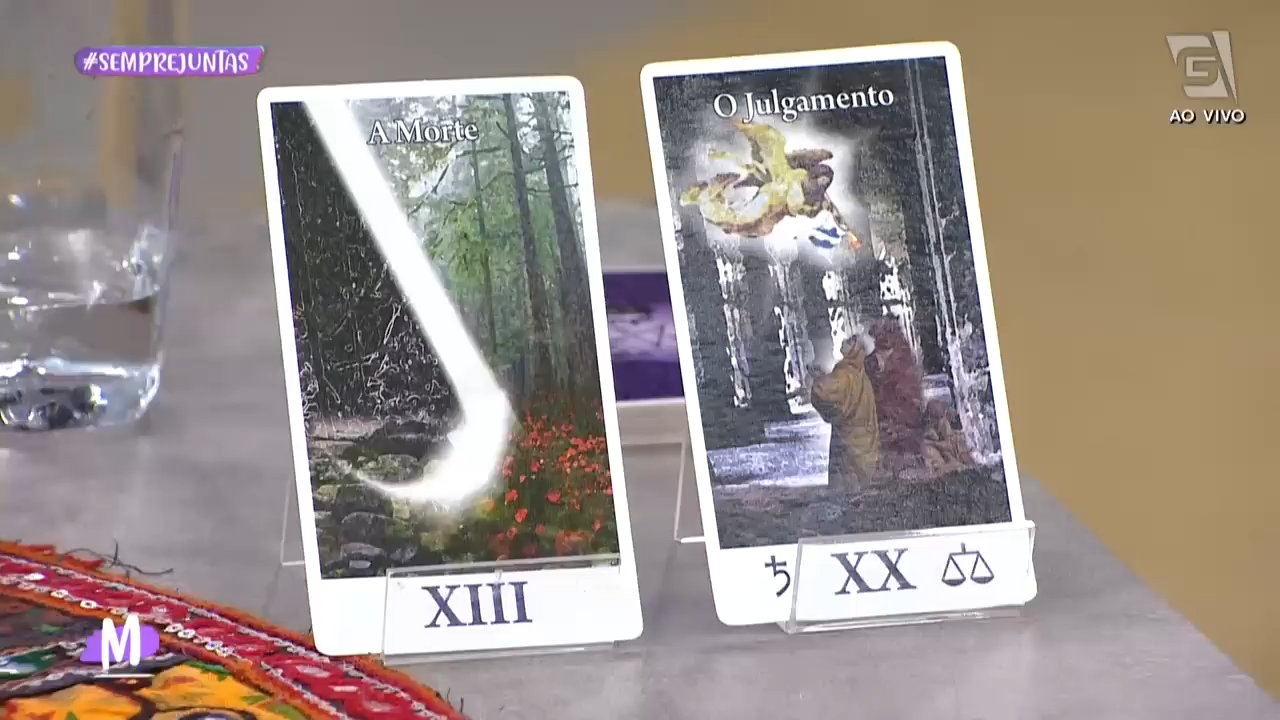 #SEMPREJUNTAS
G
AO VIVO
A Morte
XIII
O Julgamento
♄ XX
M